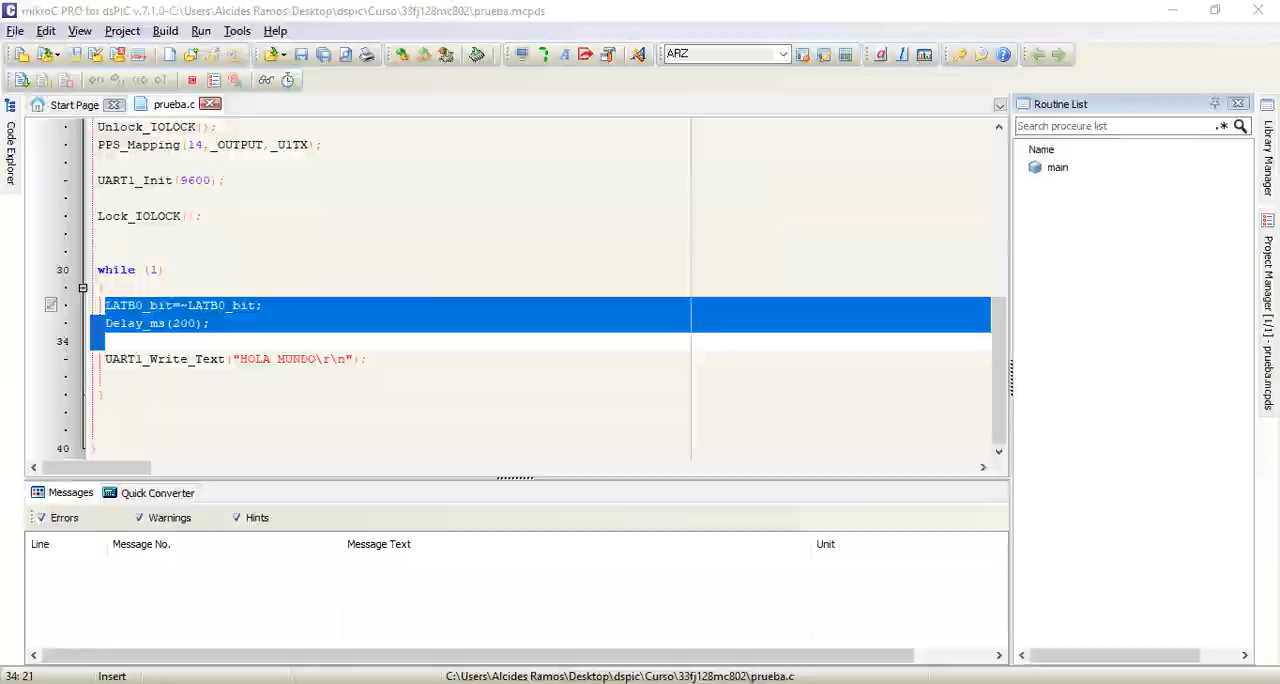 mikroC PRO for dsPIC v.7.1.0-C:\Users\Alcides Ramos\Desktop\dspic\Curso\33fj128mc802\prueba.mcpds
File Edit View Project Build Run Tools Help
ARZ
Start Page prueba.c
Code Explorer
Unlock_IOLOCK();
PPS_Mapping(14,_OUTPUT,_U1TX);
UART1_Init(9600);
Lock_IOLOCK();
30 while (1)
{
LATB0_bit=~LATB0_bit;
Delay_ms(200);
34
UART1_Write_Text("HOLA MUNDO\r\n");
}
40 }
Routine List
Search proceure list .*
Name
main
Library Manager
Project Manager [1/1] - prueba.mcpds
Messages Quick Converter
Errors Warnings Hints
Line Message No. Message Text Unit
34: 21 Insert C:\Users\Alcides Ramos\Desktop\dspic\Curso\33fj128mc802\prueba.c